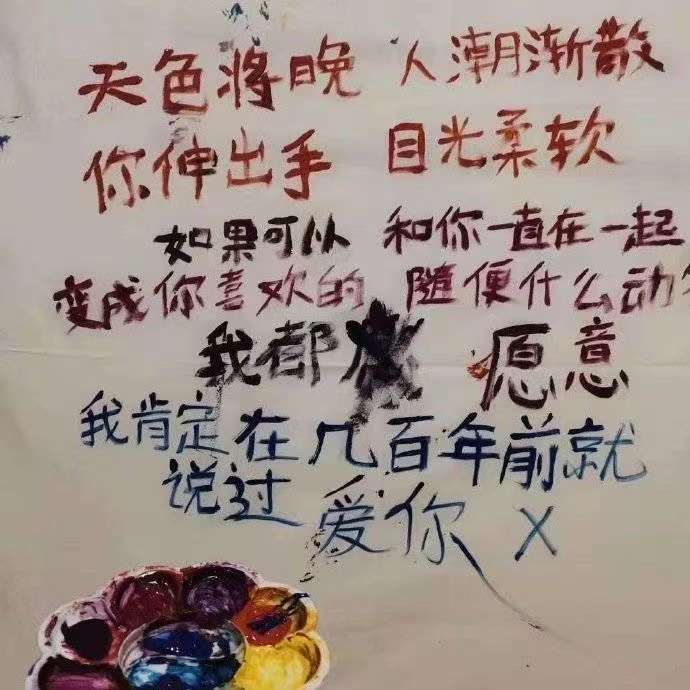 天色将晚 人潮渐散
你伸出手 目光柔软
如果可以 和你一直在一起
变成你喜欢的 随便什么动
我都 愿意
我肯定在几百年前就
说过 爱你 X